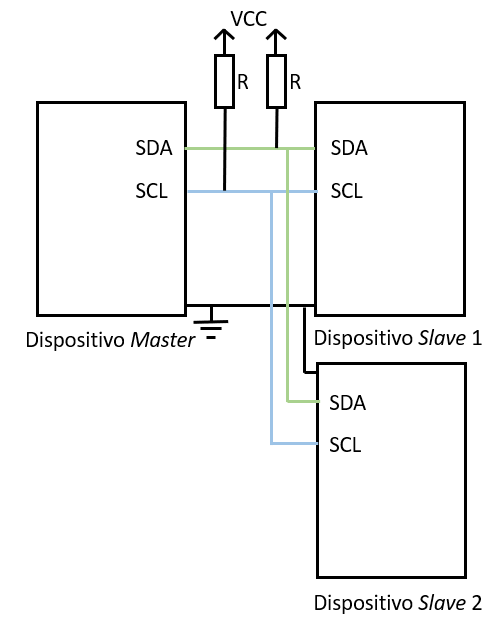 VCC
R R
SDA SDA
SCL SCL
Dispositivo Master Dispositivo Slave 1
SDA
SCL
Dispositivo Slave 2